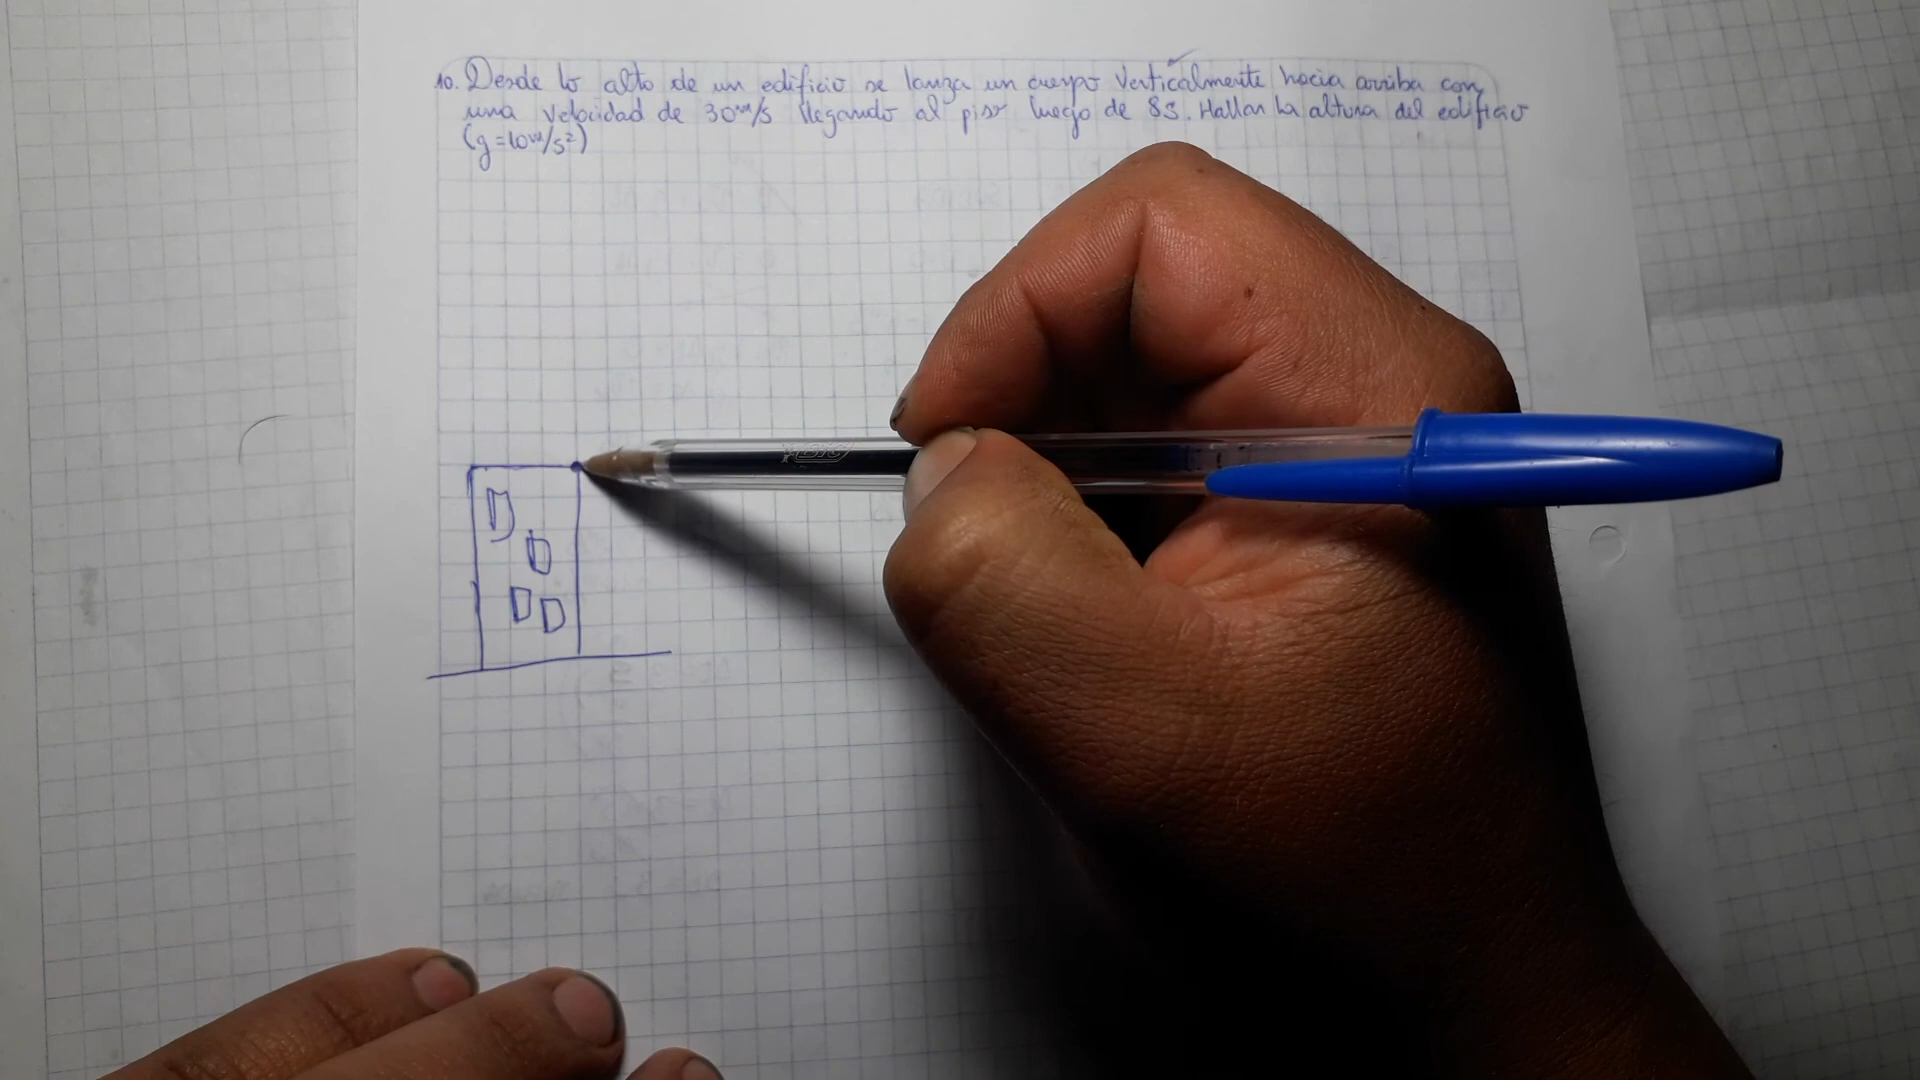 10. Desde lo alto de un edificio se lanza un cuerpo verticalmente hacia arriba con
una velocidad de 30m/s llegando al piso luego de 8s. Hallar la altura del edificio
(g=10m/s²)
BIC